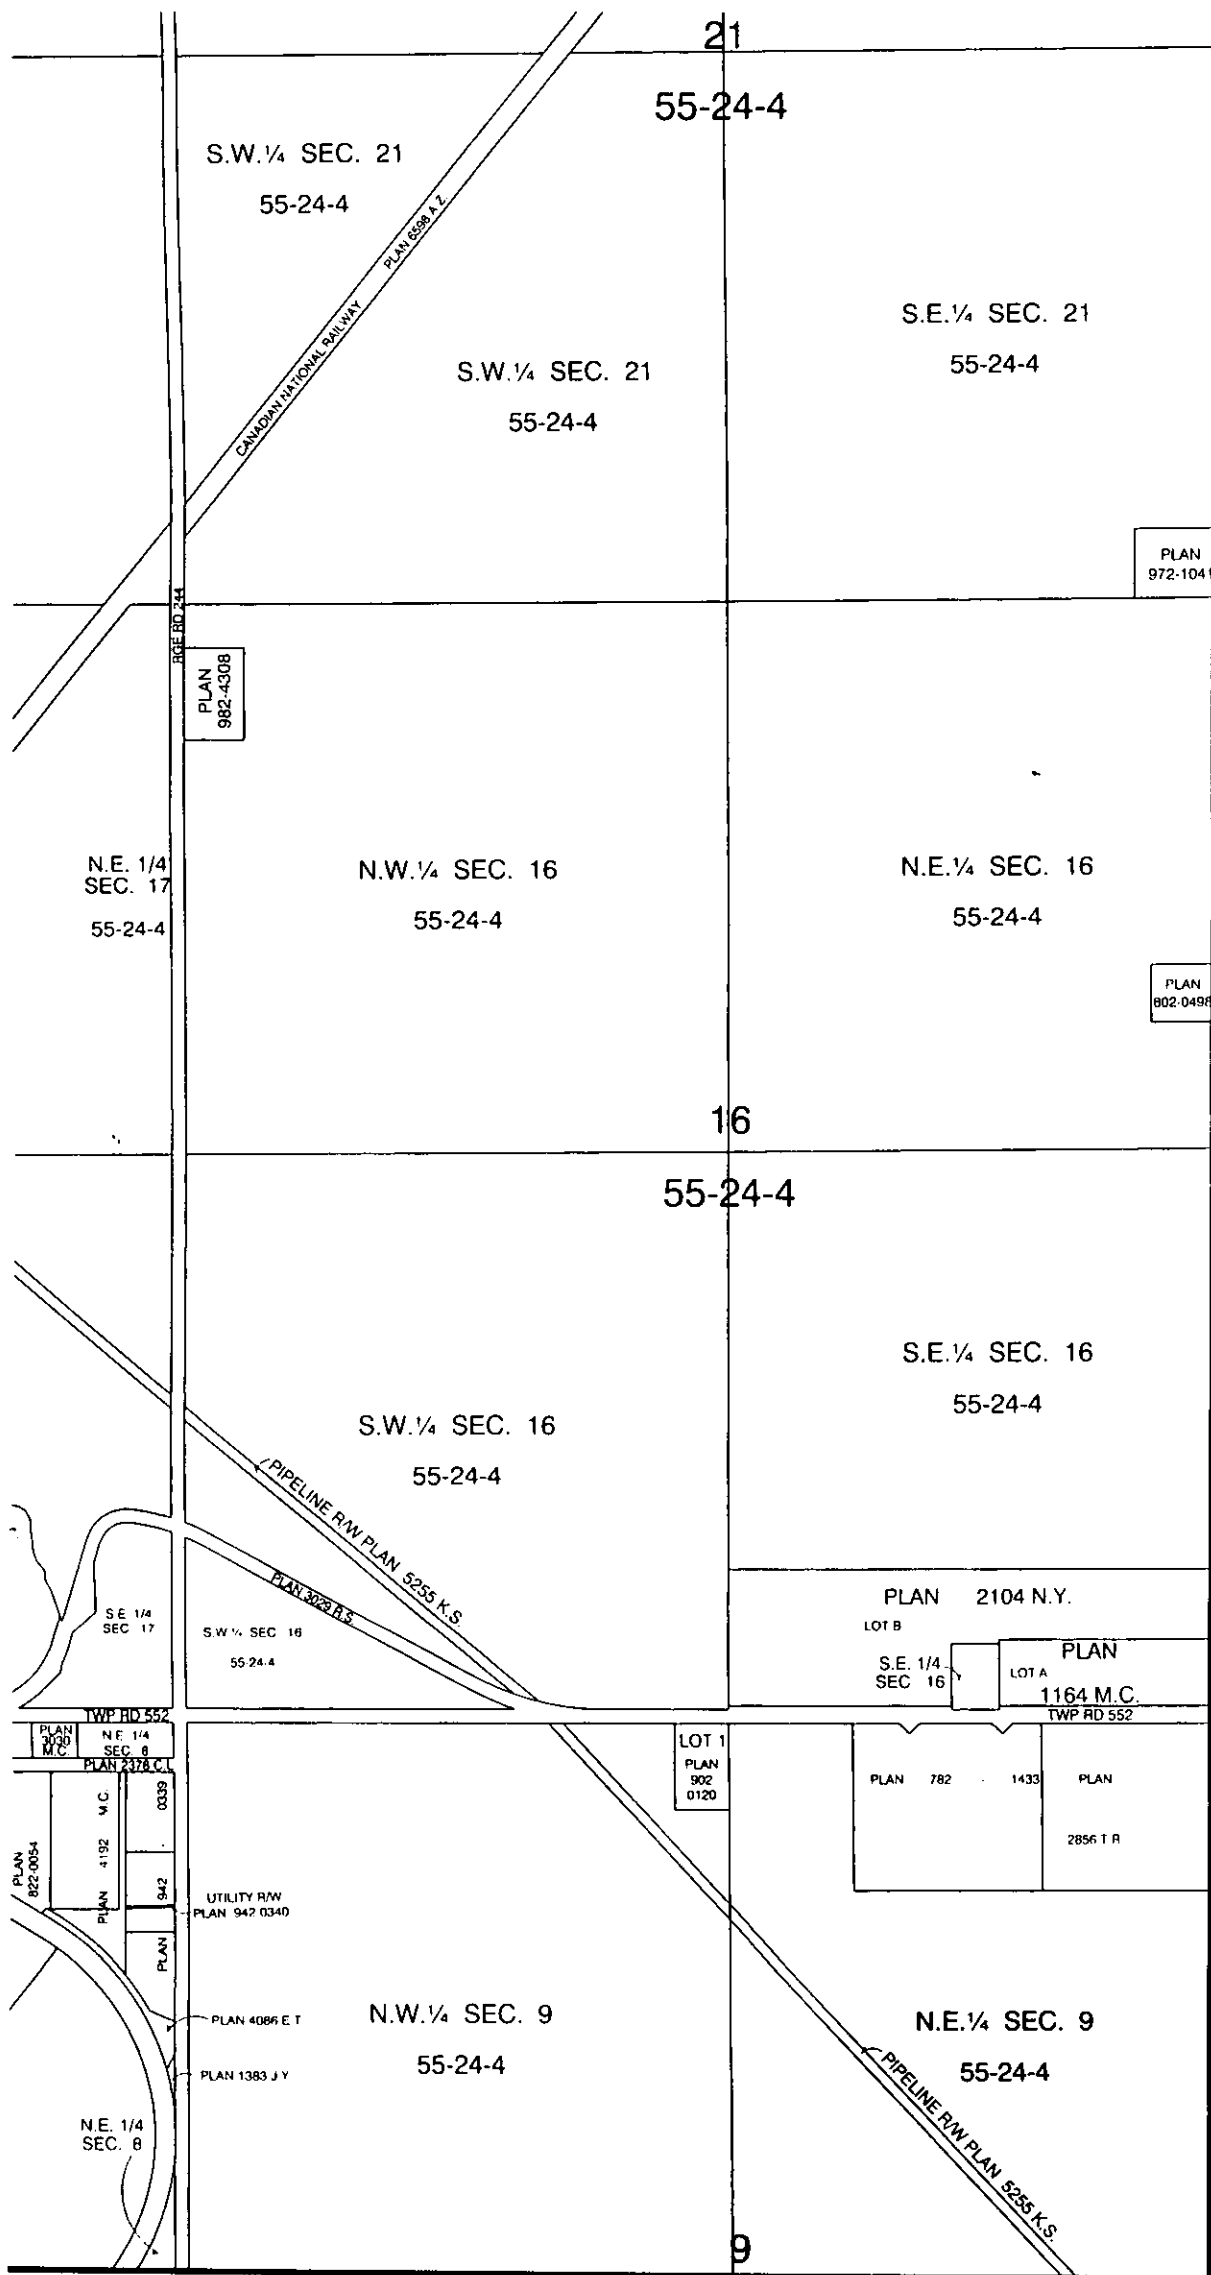 21
55-24-4
S.W.¼ SEC. 21
55-24-4
CANADIAN NATIONAL RAILWAY PLAN 6598 A Z
S.E.¼ SEC. 21
55-24-4
S.W.¼ SEC. 21
55-24-4
PLAN
972-1041
RGE RD 244
PLAN
982-4308
N.E. 1/4
SEC. 17
55-24-4
N.W.¼ SEC. 16
55-24-4
N.E.¼ SEC. 16
55-24-4
PLAN
802-0498
16
55-24-4
S.E.¼ SEC. 16
55-24-4
S.W.¼ SEC. 16
55-24-4
PIPELINE R/W PLAN 5255 K.S.
PLAN 3029 R.S.
S E 1/4
SEC 17
S.W ¼ SEC 16
55-24-4
PLAN 2104 N.Y.
LOT B
S.E. 1/4
SEC 16
LOT A
PLAN
1164 M.C.
TWP RD 552
TWP RD 552
PLAN
3030
M.C.
N E 1/4
SEC. 8
PLAN 2378 C.L
LOT 1
PLAN
902
0120
PLAN 782 - 1433
PLAN
2856 T R
PLAN
822-0054
PLAN 4192 M.C.
PLAN 942 - 0339
UTILITY R/W
PLAN 942 0340
PLAN 4086 E T
PLAN 1383 J Y
N.W.¼ SEC. 9
55-24-4
N.E.¼ SEC. 9
55-24-4
PIPELINE R/W PLAN 5255 K.S.
N.E. 1/4
SEC. 8
9